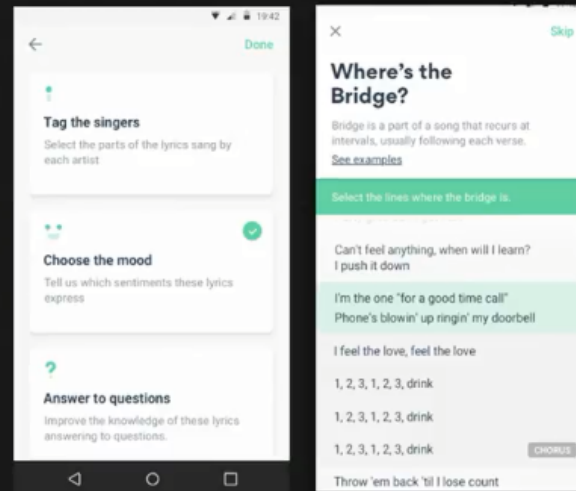 19:42
Done
Tag the singers
Select the parts of the lyrics sang by
each artist
Choose the mood
Tell us which sentiments these lyrics
express
Answer to questions
Improve the knowledge of these lyrics
answering to questions.
Skip
Where's the
Bridge?
Bridge is a part of a song that recurs at
intervals, usually following each verse.
See examples
Select the lines where the bridge is.
Can't feel anything, when will I learn?
I push it down
I'm the one "for a good time call"
Phone's blowin' up ringin' my doorbell
I feel the love, feel the love
1, 2, 3, 1, 2, 3, drink
1, 2, 3, 1, 2, 3, drink
1, 2, 3, 1, 2, 3, drink
CHORUS
Throw 'em back 'til I lose count